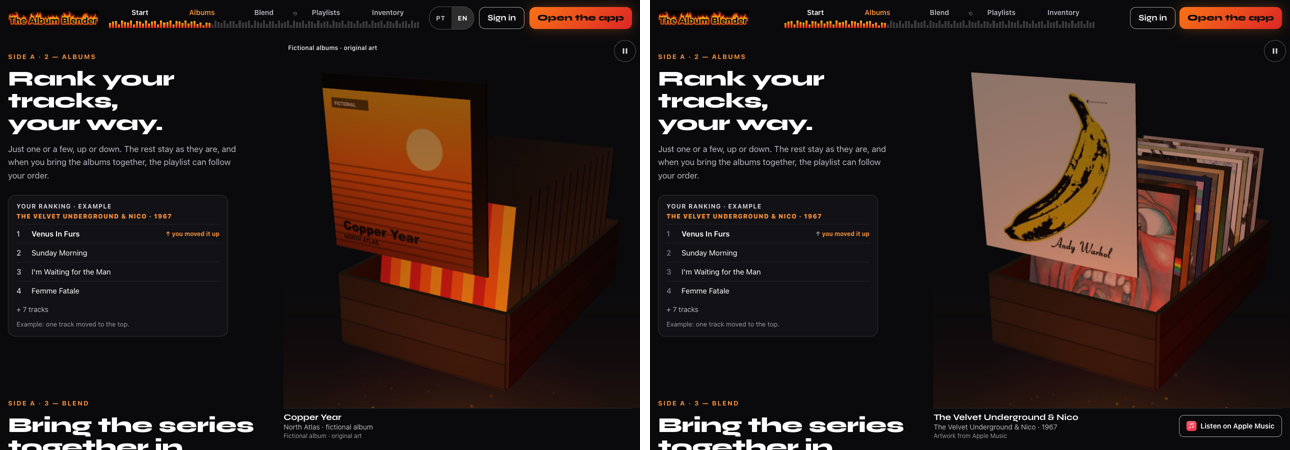 The Album Blender
Start
Albums
Blend
Playlists
Inventory
PT
EN
Sign in
Open the app
Fictional albums · original art
SIDE A · 2 — ALBUMS
Rank your
tracks,
your way.
Just one or a few, up or down. The rest stay as they are, and
when you bring the albums together, the playlist can follow
your order.
YOUR RANKING · EXAMPLE
THE VELVET UNDERGROUND & NICO · 1967
1 Venus In Furs ↑ you moved it up
2 Sunday Morning
3 I'm Waiting for the Man
4 Femme Fatale
+ 7 tracks
Example: one track moved to the top.
FICTIONAL
Copper Year
NORTH ATLAS
SIDE A · 3 — BLEND
Bring the series
together in
Copper Year
North Atlas · fictional album
Fictional album · original art
The Album Blender
Start
Albums
Blend
Playlists
Inventory
Sign in
Open the app
SIDE A · 2 — ALBUMS
Rank your
tracks,
your way.
Just one or a few, up or down. The rest stay as they are, and
when you bring the albums together, the playlist can follow
your order.
YOUR RANKING · EXAMPLE
THE VELVET UNDERGROUND & NICO · 1967
1 Venus In Furs ↑ you moved it up
2 Sunday Morning
3 I'm Waiting for the Man
4 Femme Fatale
+ 7 tracks
Example: one track moved to the top.
Andy Warhol
SIDE A · 3 — BLEND
Bring the series
together in
The Velvet Underground & Nico
The Velvet Underground & Nico · 1967
Artwork from Apple Music
Listen on Apple Music